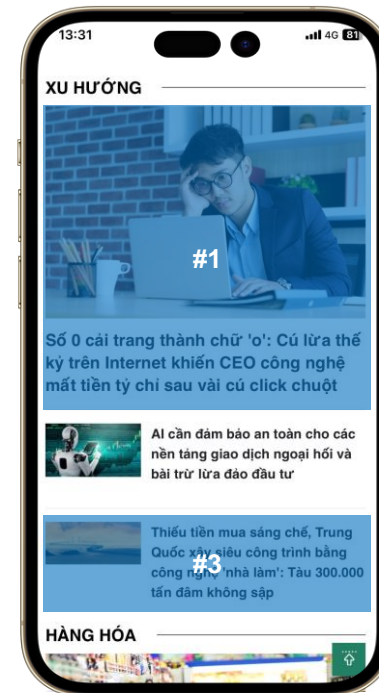 13:31
4G 81
XU HƯỚNG
#1
Số 0 cải trang thành chữ 'o': Cú lừa thế
kỷ trên Internet khiến CEO công nghệ
mất tiền tỷ chỉ sau vài cú click chuột
AI cần đảm bảo an toàn cho các
nền tảng giao dịch ngoại hối và
bài trừ lừa đảo đầu tư
Thiếu tiền mua sáng chế, Trung
Quốc xây siêu công trình bằng
#3
công nghệ 'nhà làm': Tàu 300.000
tấn đâm không sập
HÀNG HÓA